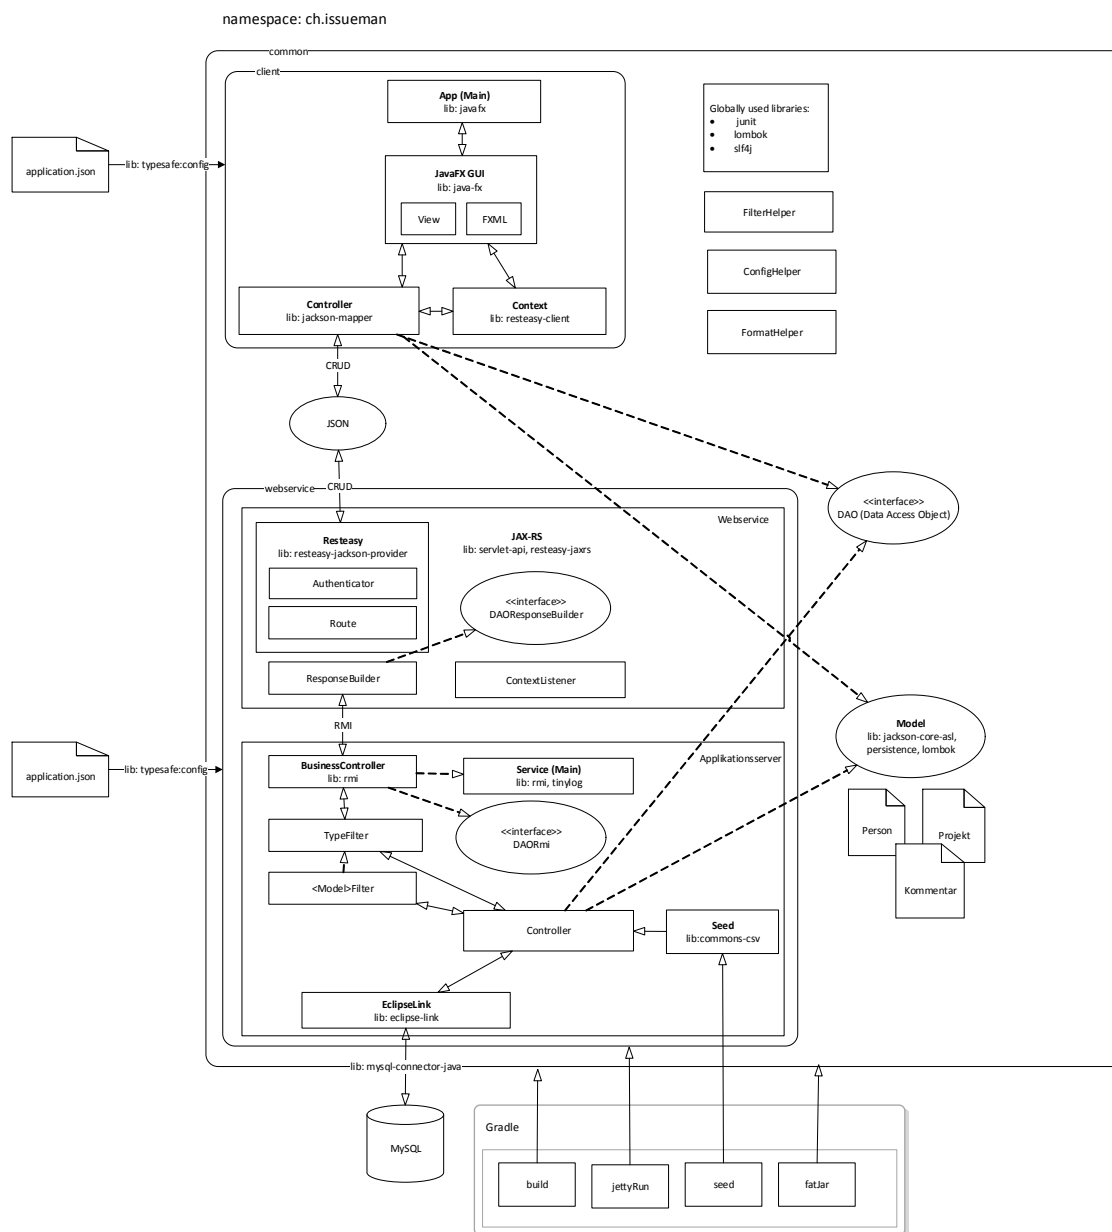 namespace: ch.issueman
common
client
App (Main)
lib: javafx
Globally used libraries:
• junit
• lombok
• slf4j
application.json
lib: typesafe:config
JavaFX GUI
lib: java-fx
View
FXML
FilterHelper
ConfigHelper
Controller
lib: jackson-mapper
Context
lib: resteasy-client
FormatHelper
CRUD
JSON
CRUD
webservice
Webservice
<<interface>>
DAO (Data Access Object)
Resteasy
lib: resteasy-jackson-provider
JAX-RS
lib: servlet-api, resteasy-jaxrs
Authenticator
Route
<<interface>>
DAOResponseBuilder
ResponseBuilder
ContextListener
RMI
Model
lib: jackson-core-asl,
persistence, lombok
application.json
lib: typesafe:config
BusinessController
lib: rmi
Service (Main)
lib: rmi, tinylog
Applikationsserver
TypeFilter
<<interface>>
DAORmi
Person
Projekt
Kommentar
<Model>Filter
Controller
Seed
lib:commons-csv
EclipseLink
lib: eclipse-link
lib: mysql-connector-java
MySQL
Gradle
build
jettyRun
seed
fatJar